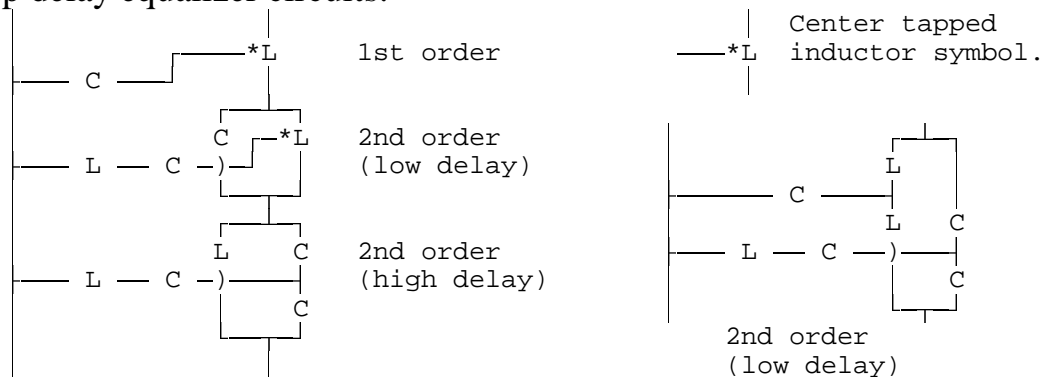 p delay equalizer circuits.
Center tapped
*L 1st order *L inductor symbol.
C
C *L 2nd order
L C ) (low delay)
L
C
L C
L C 2nd order L C )
L C ) (high delay) C
C
2nd order
(low delay)